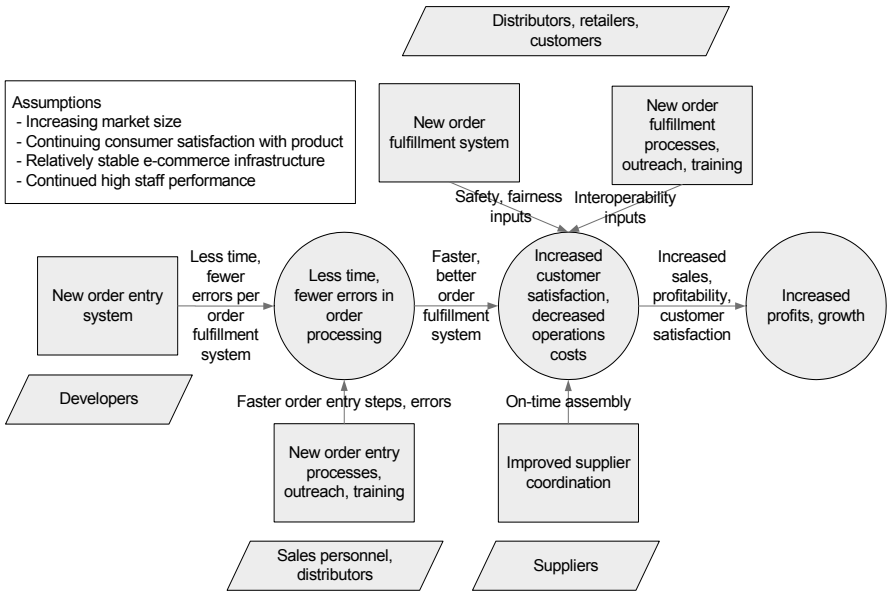 Distributors, retailers,
customers
Assumptions
- Increasing market size
- Continuing consumer satisfaction with product
- Relatively stable e-commerce infrastructure
- Continued high staff performance
New order
fulfillment system
New order
fulfillment
processes,
outreach, training
Safety, fairness
inputs
Interoperability
inputs
New order entry
system
Less time,
fewer
errors per
order
fulfillment
system
Less time,
fewer errors in
order
processing
Faster,
better
order
fulfillment
system
Increased
customer
satisfaction,
decreased
operations
costs
Increased
sales,
profitability,
customer
satisfaction
Increased
profits, growth
Developers
Faster order entry steps, errors
On-time assembly
New order entry
processes,
outreach, training
Improved supplier
coordination
Sales personnel,
distributors
Suppliers